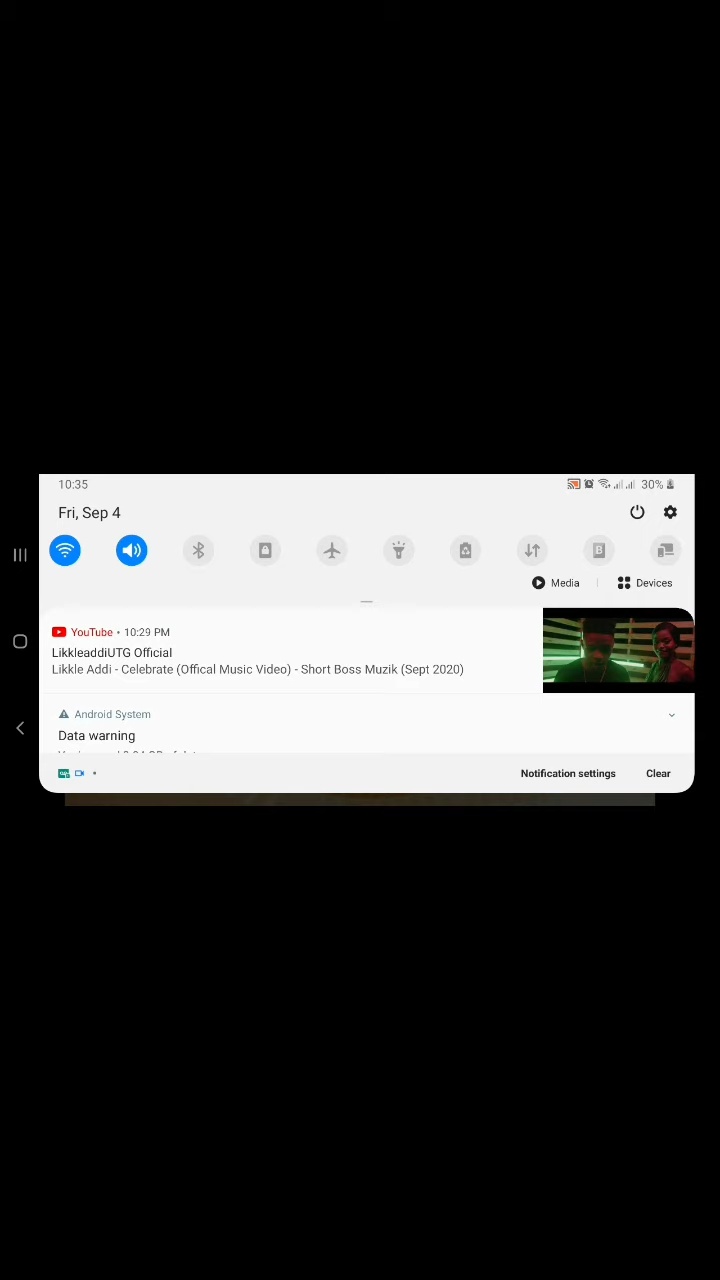 10:35
30%
Fri, Sep 4
Media
Devices
YouTube • 10:29 PM
LikkleaddiUTG Official
Likkle Addi - Celebrate (Offical Music Video) - Short Boss Muzik (Sept 2020)
Android System
Data warning
Notification settings
Clear